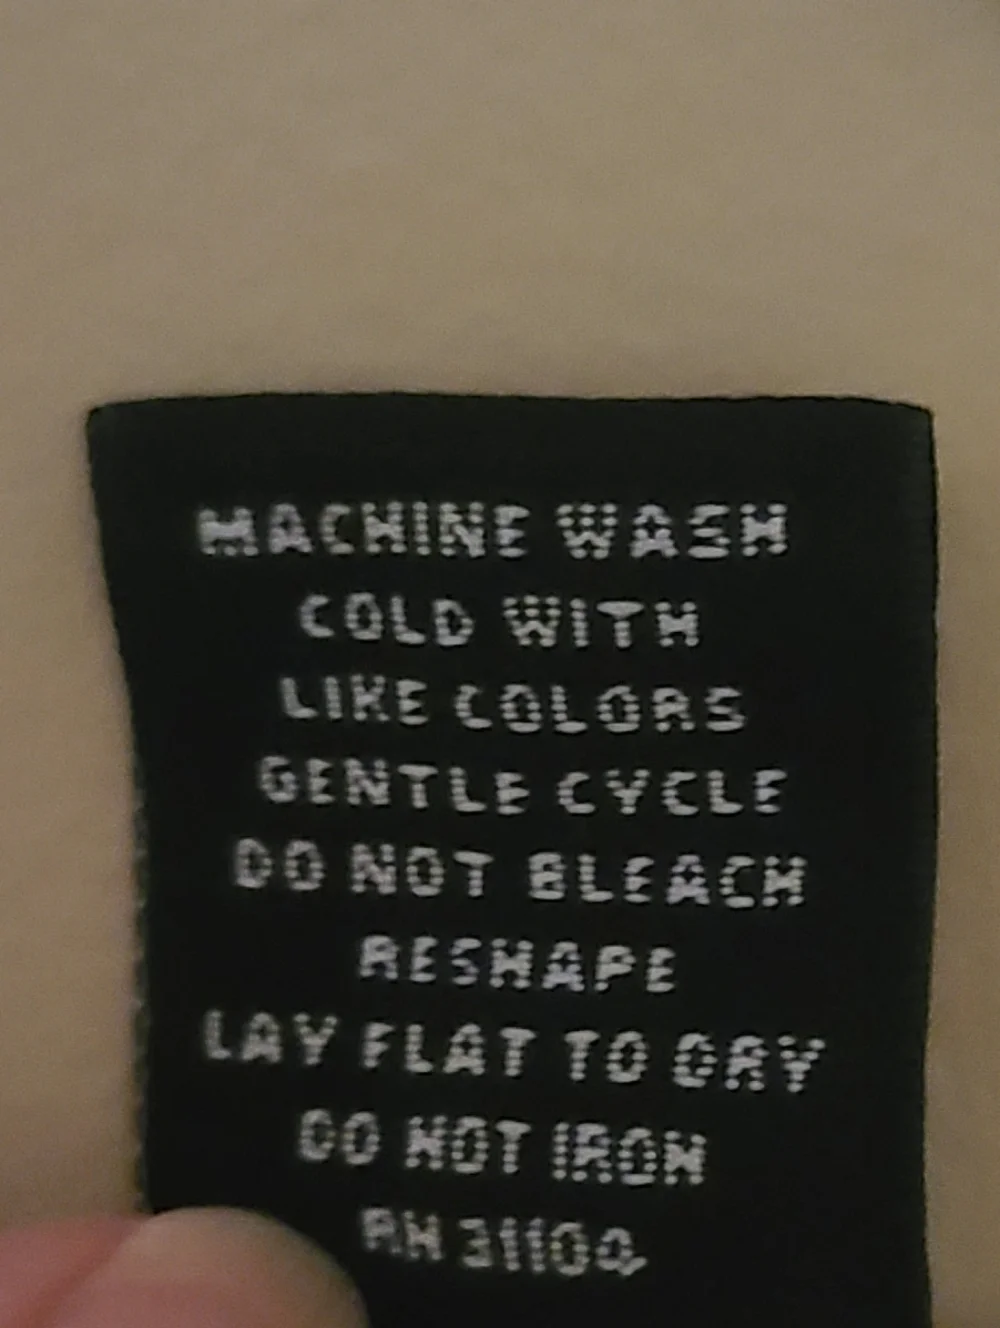 MACHINE WASH
COLD WITH
LIKE COLORS
GENTLE CYCLE
DO NOT BLEACH
RESHAPE
LAY FLAT TO DRY
DO NOT IRON
RN 31104